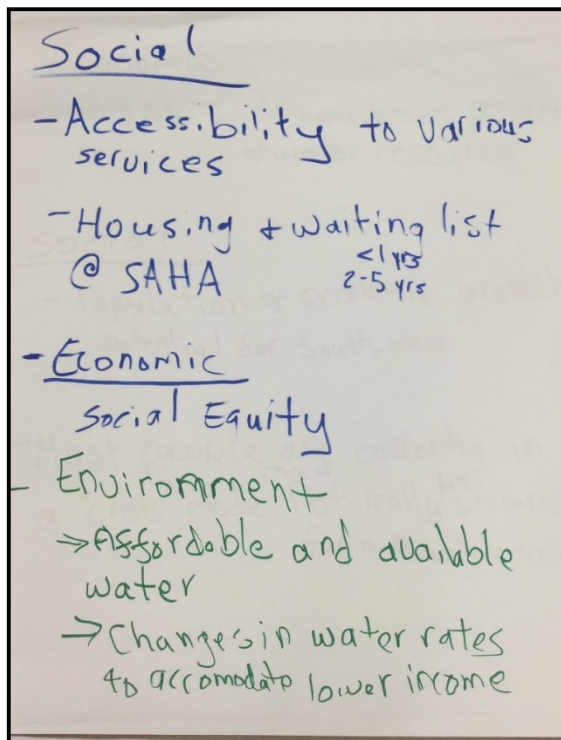 Social
- Accessibility to various
services
- Housing + waiting list
<1 yrs
@ SAHA 2-5 yrs
- Economic
Social Equity
- Enviromment
→ Affordable and available
water
→ Changes in water rates
to accomodate lower income